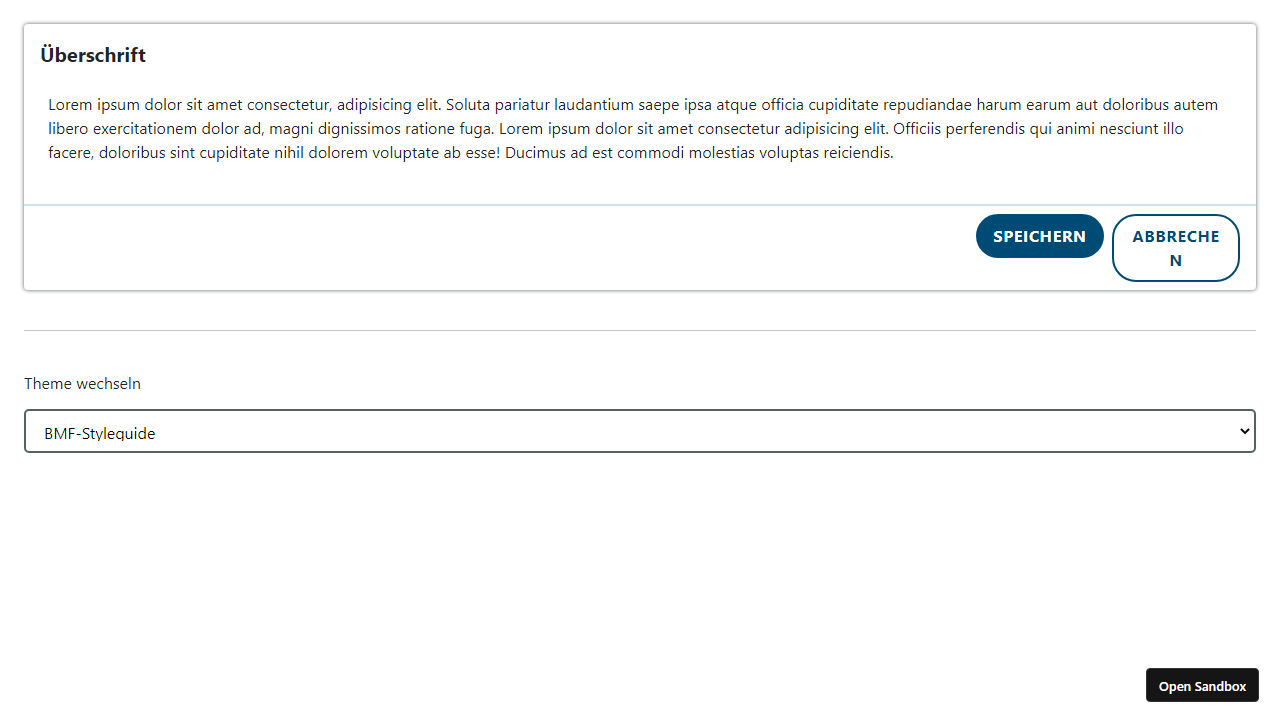 Überschrift
Lorem ipsum dolor sit amet consectetur, adipisicing elit. Soluta pariatur laudantium saepe ipsa atque officia cupiditate repudiandae harum earum aut doloribus autem
libero exercitationem dolor ad, magni dignissimos ratione fuga. Lorem ipsum dolor sit amet consectetur adipisicing elit. Officiis perferendis qui animi nesciunt illo
facere, doloribus sint cupiditate nihil dolorem voluptate ab esse! Ducimus ad est commodi molestias voluptas reiciendis.
SPEICHERN
ABBRECHE
N
Theme wechseln
BMF-Styleguide
Open Sandbox